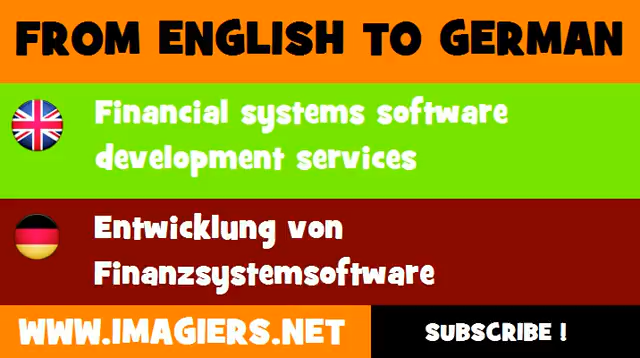 FROM ENGLISH TO GERMAN
Financial systems software
development services
Entwicklung von
Finanzsystemsoftware
WWW.IMAGIERS.NET
SUBSCRIBE !